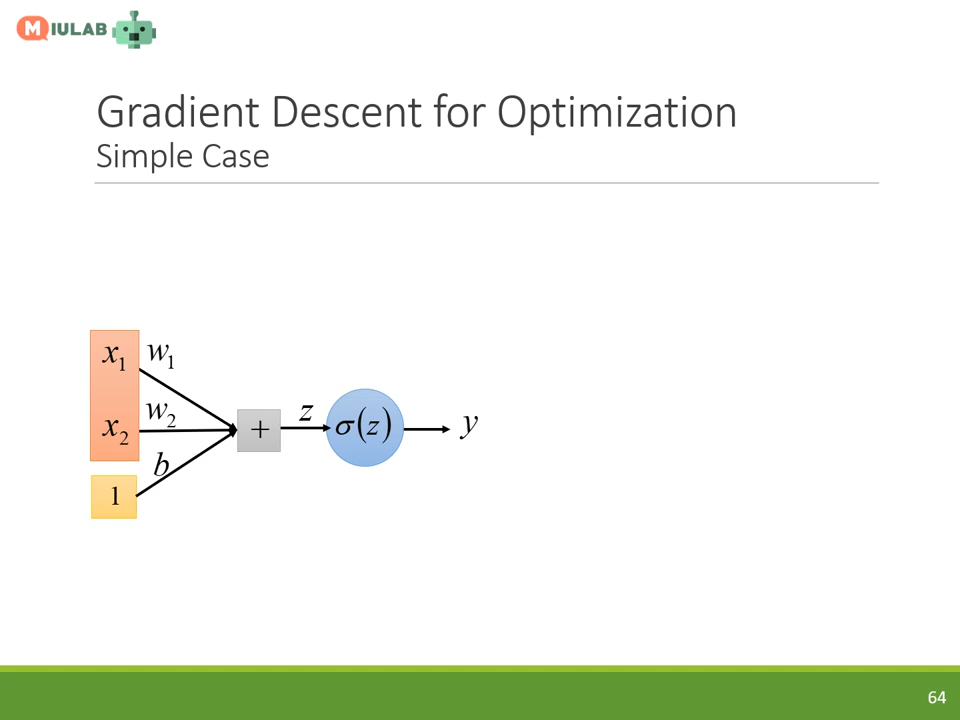 MIULAB
Gradient Descent for Optimization
Simple Case
x₁ w₁
x₂ w₂
b
1
+
z
σ(z)
y
64